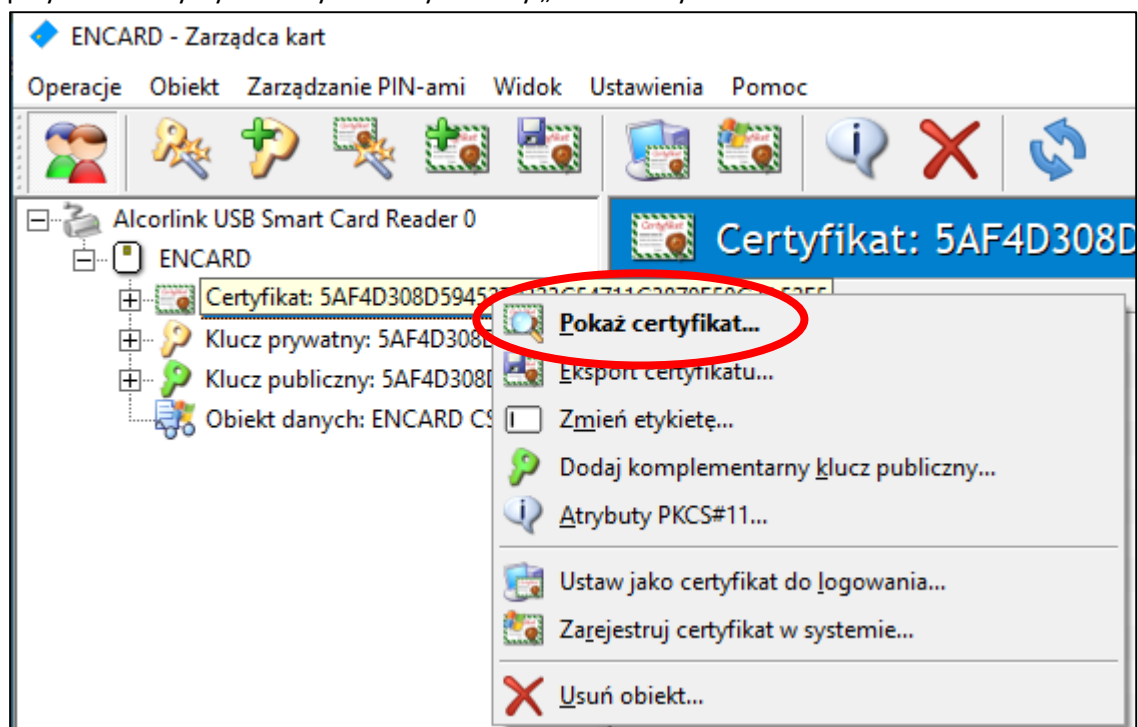 ENCARD - Zarządca kart
Operacje Obiekt Zarządzanie PIN-ami Widok Ustawienia Pomoc
Alcorlink USB Smart Card Reader 0
ENCARD
Certyfikat: 5AF4D308D5945
Certyfikat: 5AF4D308D
Klucz prywatny: 5AF4D308D
Klucz publiczny: 5AF4D308D
Obiekt danych: ENCARD CS
Pokaż certyfikat...
Eksport certyfikatu...
Zmień etykietę...
Dodaj komplementarny klucz publiczny...
Atrybuty PKCS#11...
Ustaw jako certyfikat do logowania...
Zarejestruj certyfikat w systemie...
Usuń obiekt...